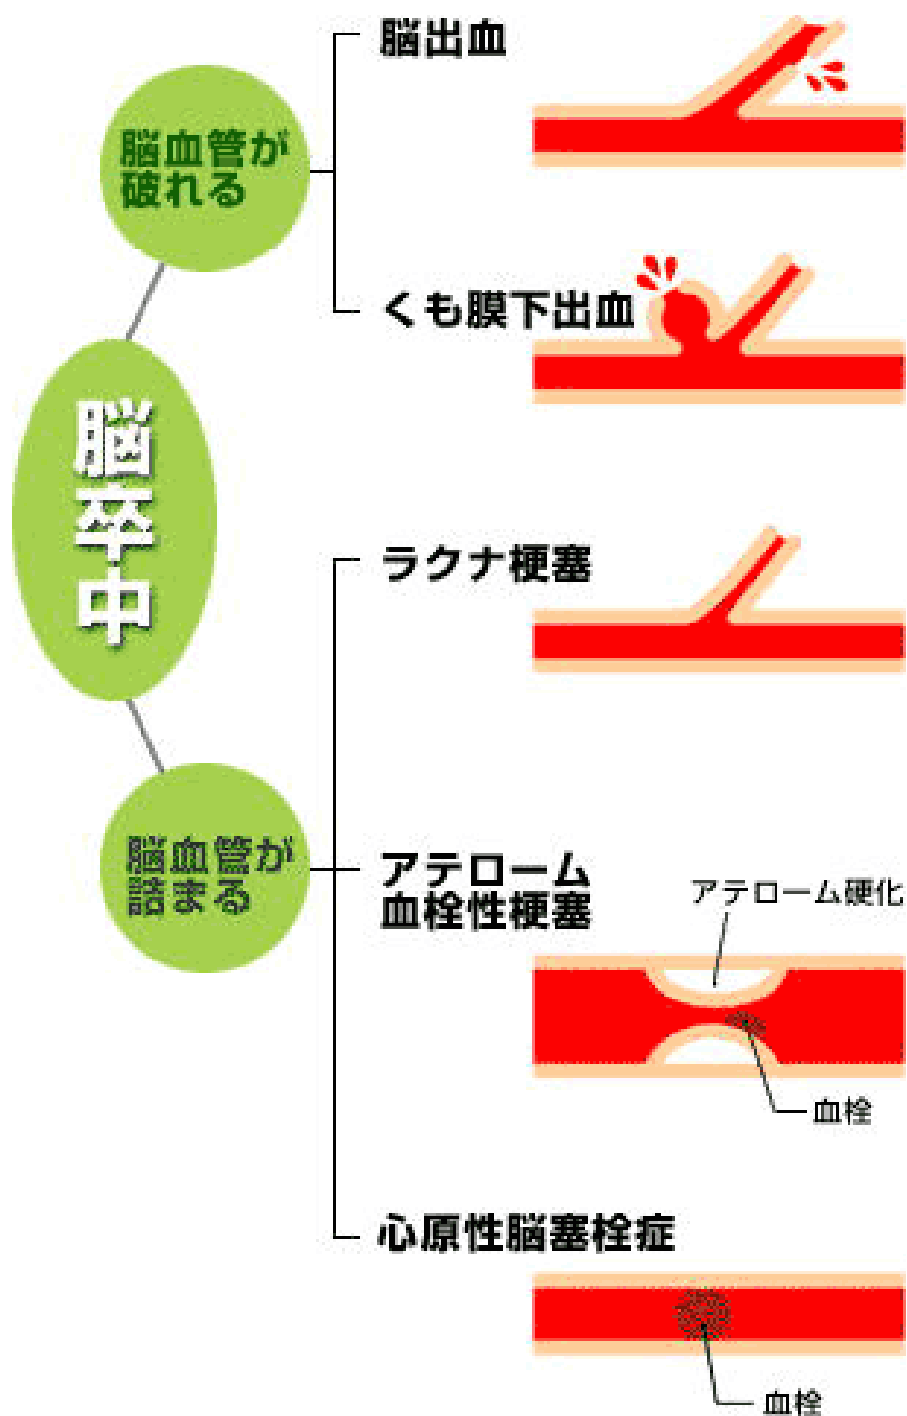 脳卒中
脳血管が
破れる
脳出血
くも膜下出血
脳血管が
詰まる
ラクナ梗塞
アテローム
血栓性梗塞
アテローム硬化
血栓
心原性脳塞栓症
血栓